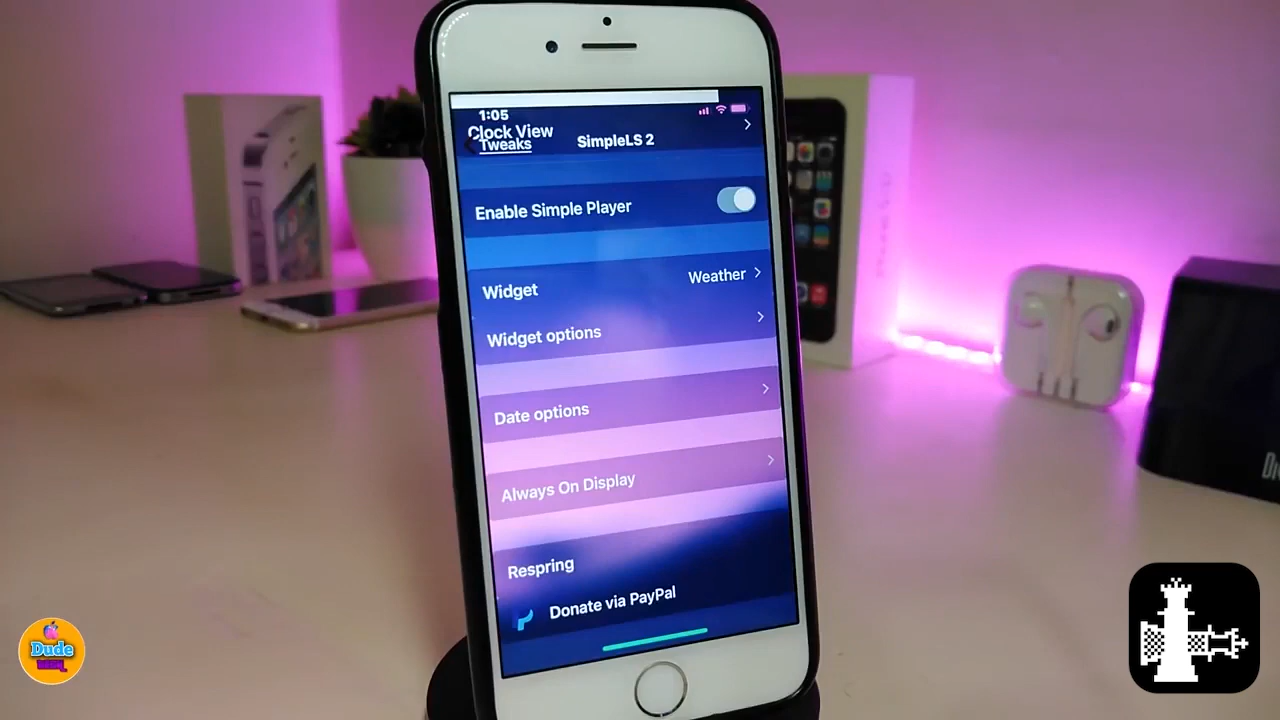 1:05
Clock View
Tweaks
SimpleLS 2
Enable Simple Player
Widget
Weather
Widget options
Date options
Always On Display
Respring
Donate via PayPal
Dude